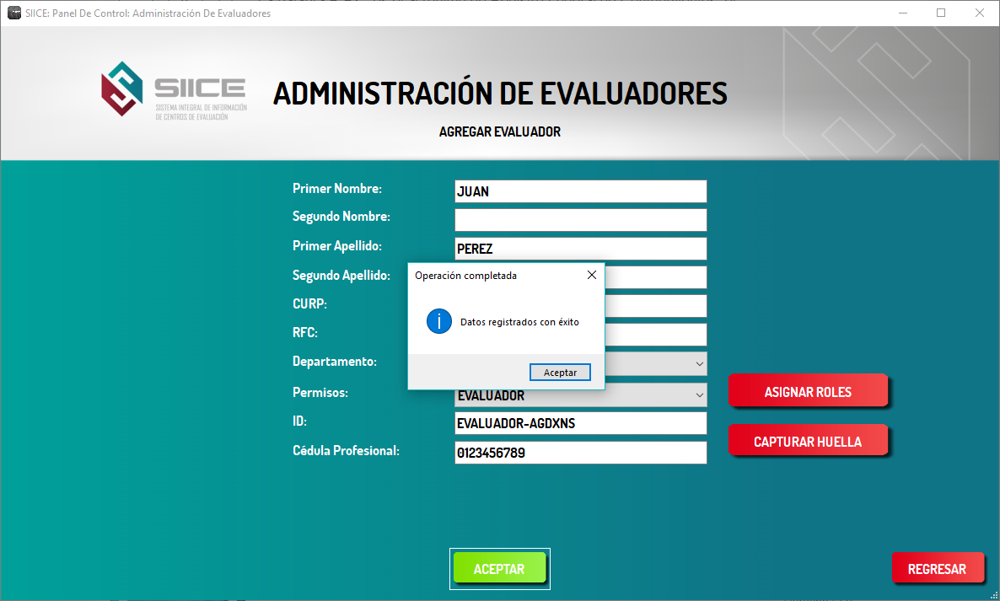 SIICE: Panel De Control: Administración De Evaluadores
SIICE
SISTEMA INTEGRAL DE INFORMACIÓN
DE CENTROS DE EVALUACIÓN
ADMINISTRACIÓN DE EVALUADORES
AGREGAR EVALUADOR
Primer Nombre: JUAN
Segundo Nombre:
Primer Apellido: PEREZ
Segundo Apellido:
CURP:
RFC:
Departamento:
Operación completada
Datos registrados con éxito
Aceptar
Permisos: EVALUADOR
ASIGNAR ROLES
ID: EVALUADOR-AGDXNS
CAPTURAR HUELLA
Cédula Profesional: 0123456789
ACEPTAR
REGRESAR